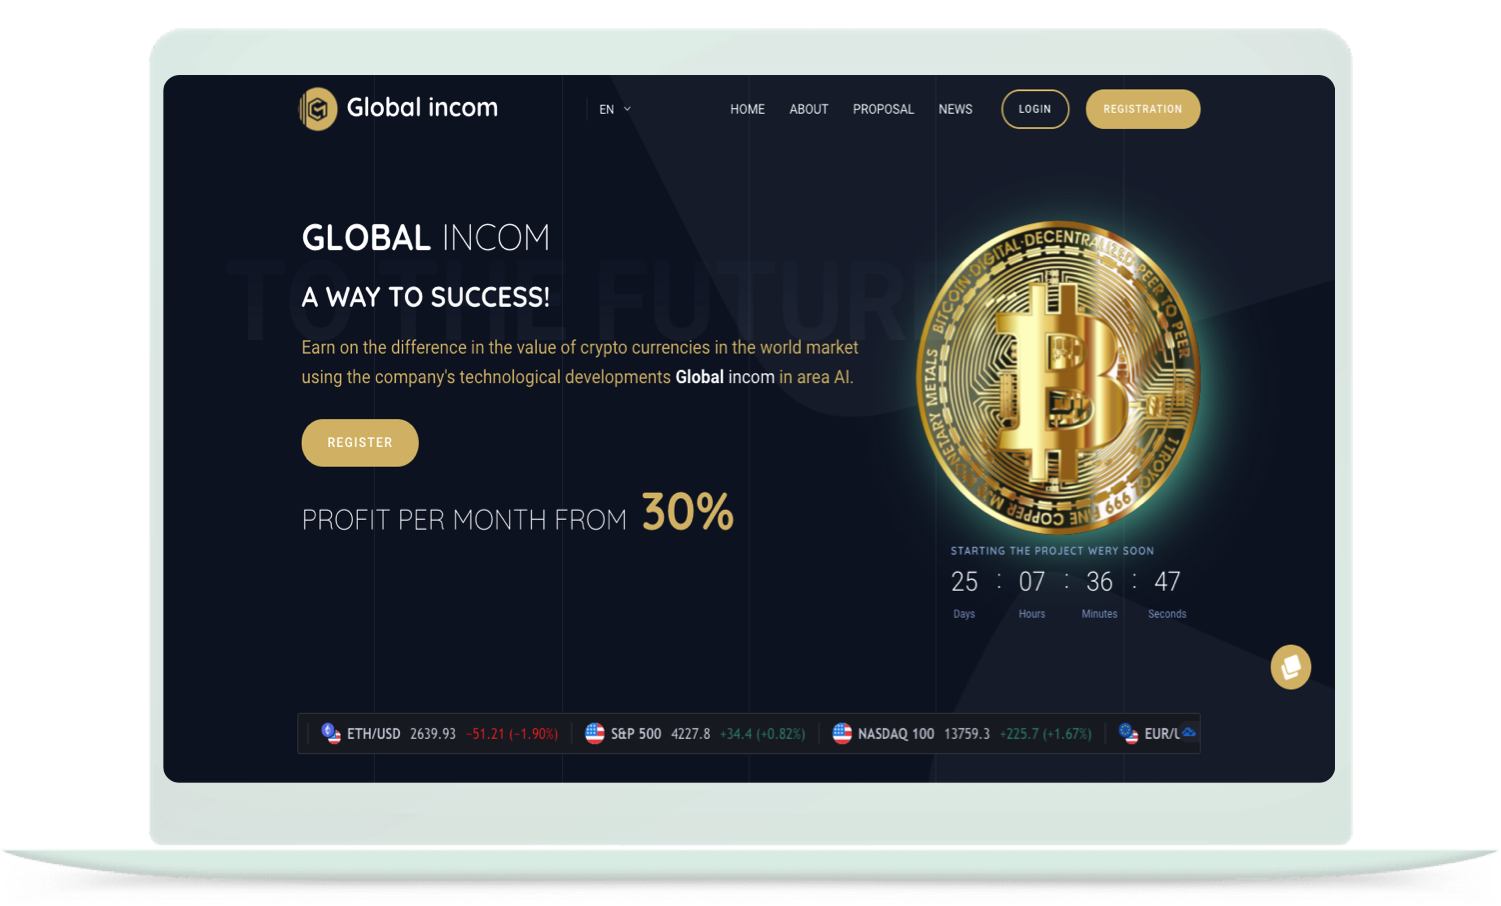 Global incom
EN
HOME ABOUT PROPOSAL NEWS LOGIN REGISTRATION
GLOBAL INCOM
TO THE FUTURE
A WAY TO SUCCESS!
Earn on the difference in the value of crypto currencies in the world market
using the company's technological developments Global incom in area AI.
REGISTER
PROFIT PER MONTH FROM 30%
BITCOIN·DIGITAL·DECENTRALIZED PEER TO PEER
METALS
FINE COPPER
999
STARTING THE PROJECT WERY SOON
25 : 07 : 36 : 47
Days Hours Minutes Seconds
ETH/USD 2639.93 −51.21 (−1.90%) S&P 500 4227.8 +34.4 (+0.82%) NASDAQ 100 13759.3 +225.7 (+1.67%) EUR/